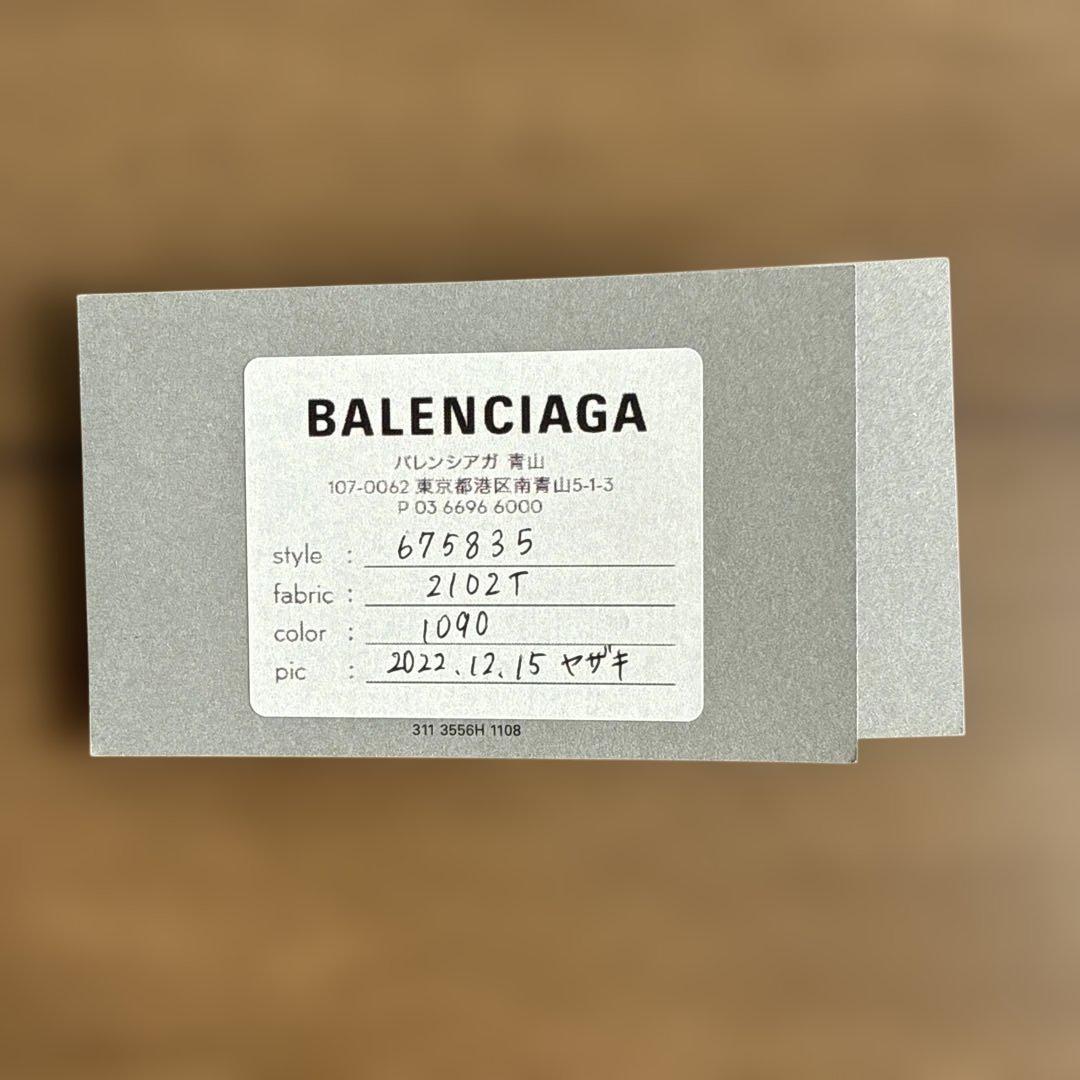 BALENCIAGA
バレンシアガ 青山
107-0062 東京都港区南青山5-1-3
P 03 6696 6000
style : 675835
fabric : 2102T
color : 1090
pic : 2022.12.15 ヤザキ
311 3556H 1108